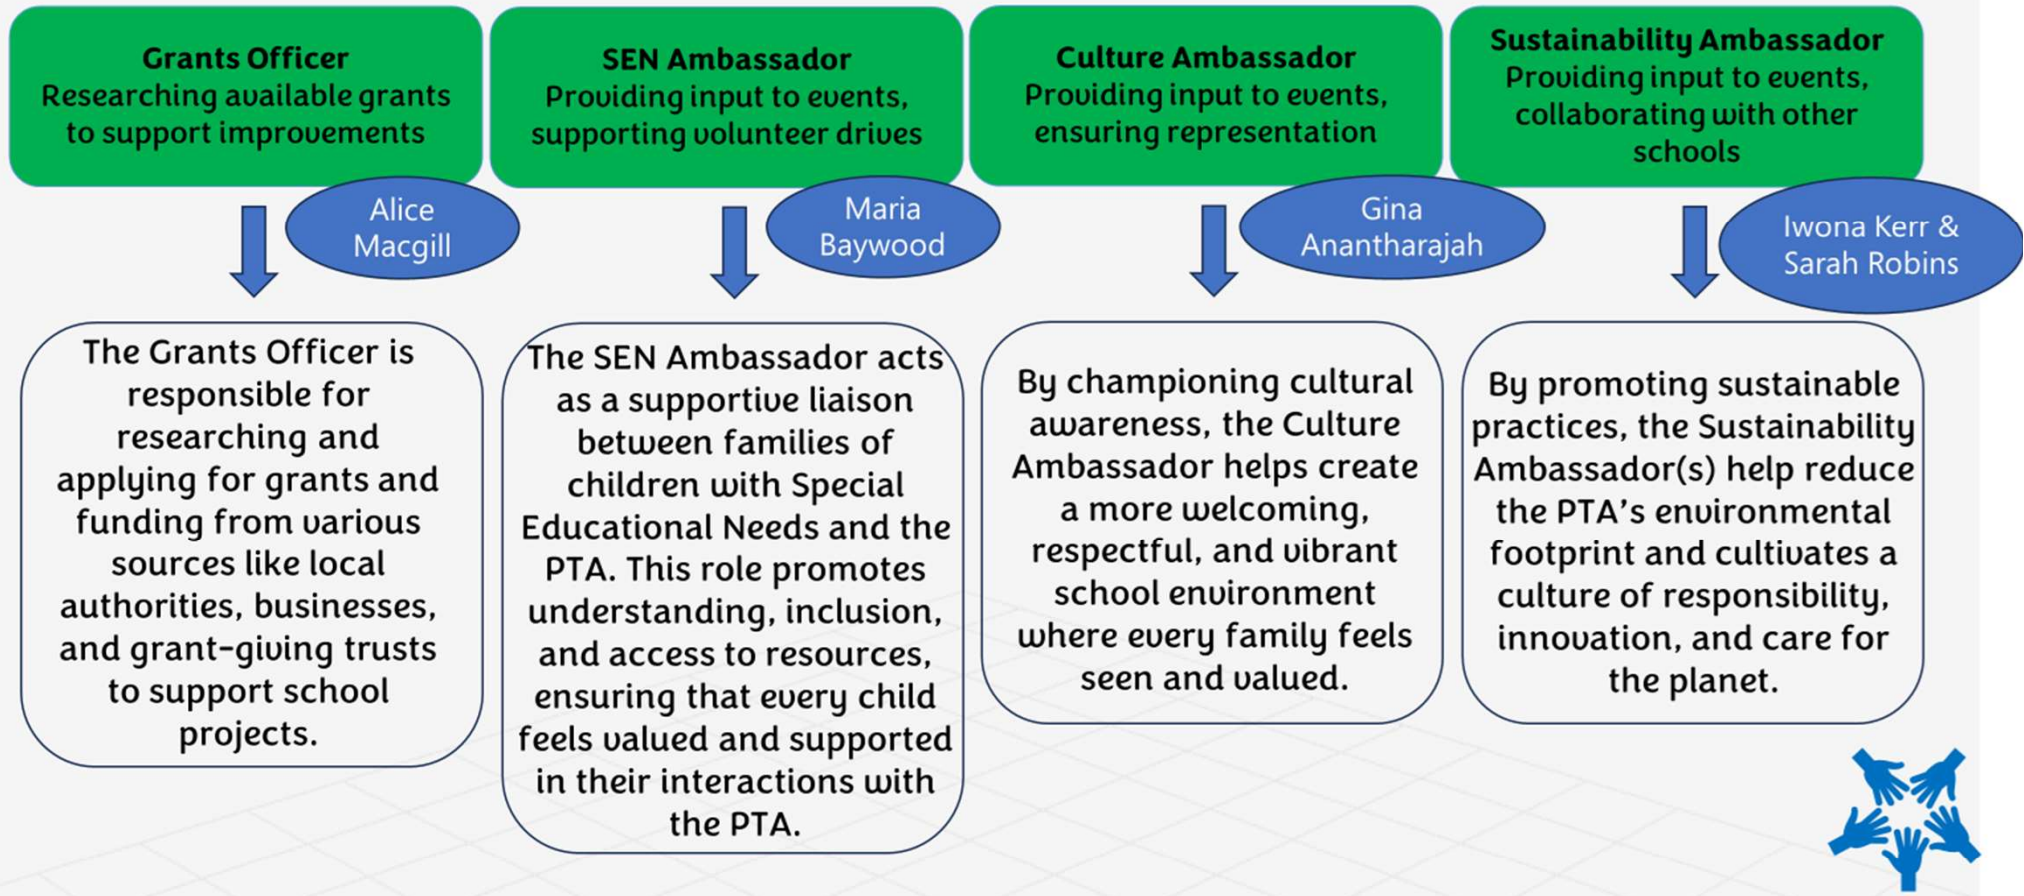 Grants Officer
Researching available grants
to support improvements
SEN Ambassador
Providing input to events,
supporting volunteer drives
Culture Ambassador
Providing input to events,
ensuring representation
Sustainability Ambassador
Providing input to events,
collaborating with other
schools
Alice
Macgill
Maria
Baywood
Gina
Anantharajah
Iwona Kerr &
Sarah Robins
The Grants Officer is
responsible for
researching and
applying for grants and
funding from various
sources like local
authorities, businesses,
and grant-giving trusts
to support school
projects.
The SEN Ambassador acts
as a supportive liaison
between families of
children with Special
Educational Needs and the
PTA. This role promotes
understanding, inclusion,
and access to resources,
ensuring that every child
feels valued and supported
in their interactions with
the PTA.
By championing cultural
awareness, the Culture
Ambassador helps create
a more welcoming,
respectful, and vibrant
school environment
where every family feels
seen and valued.
By promoting sustainable
practices, the Sustainability
Ambassador(s) help reduce
the PTA’s environmental
footprint and cultivates a
culture of responsibility,
innovation, and care for
the planet.